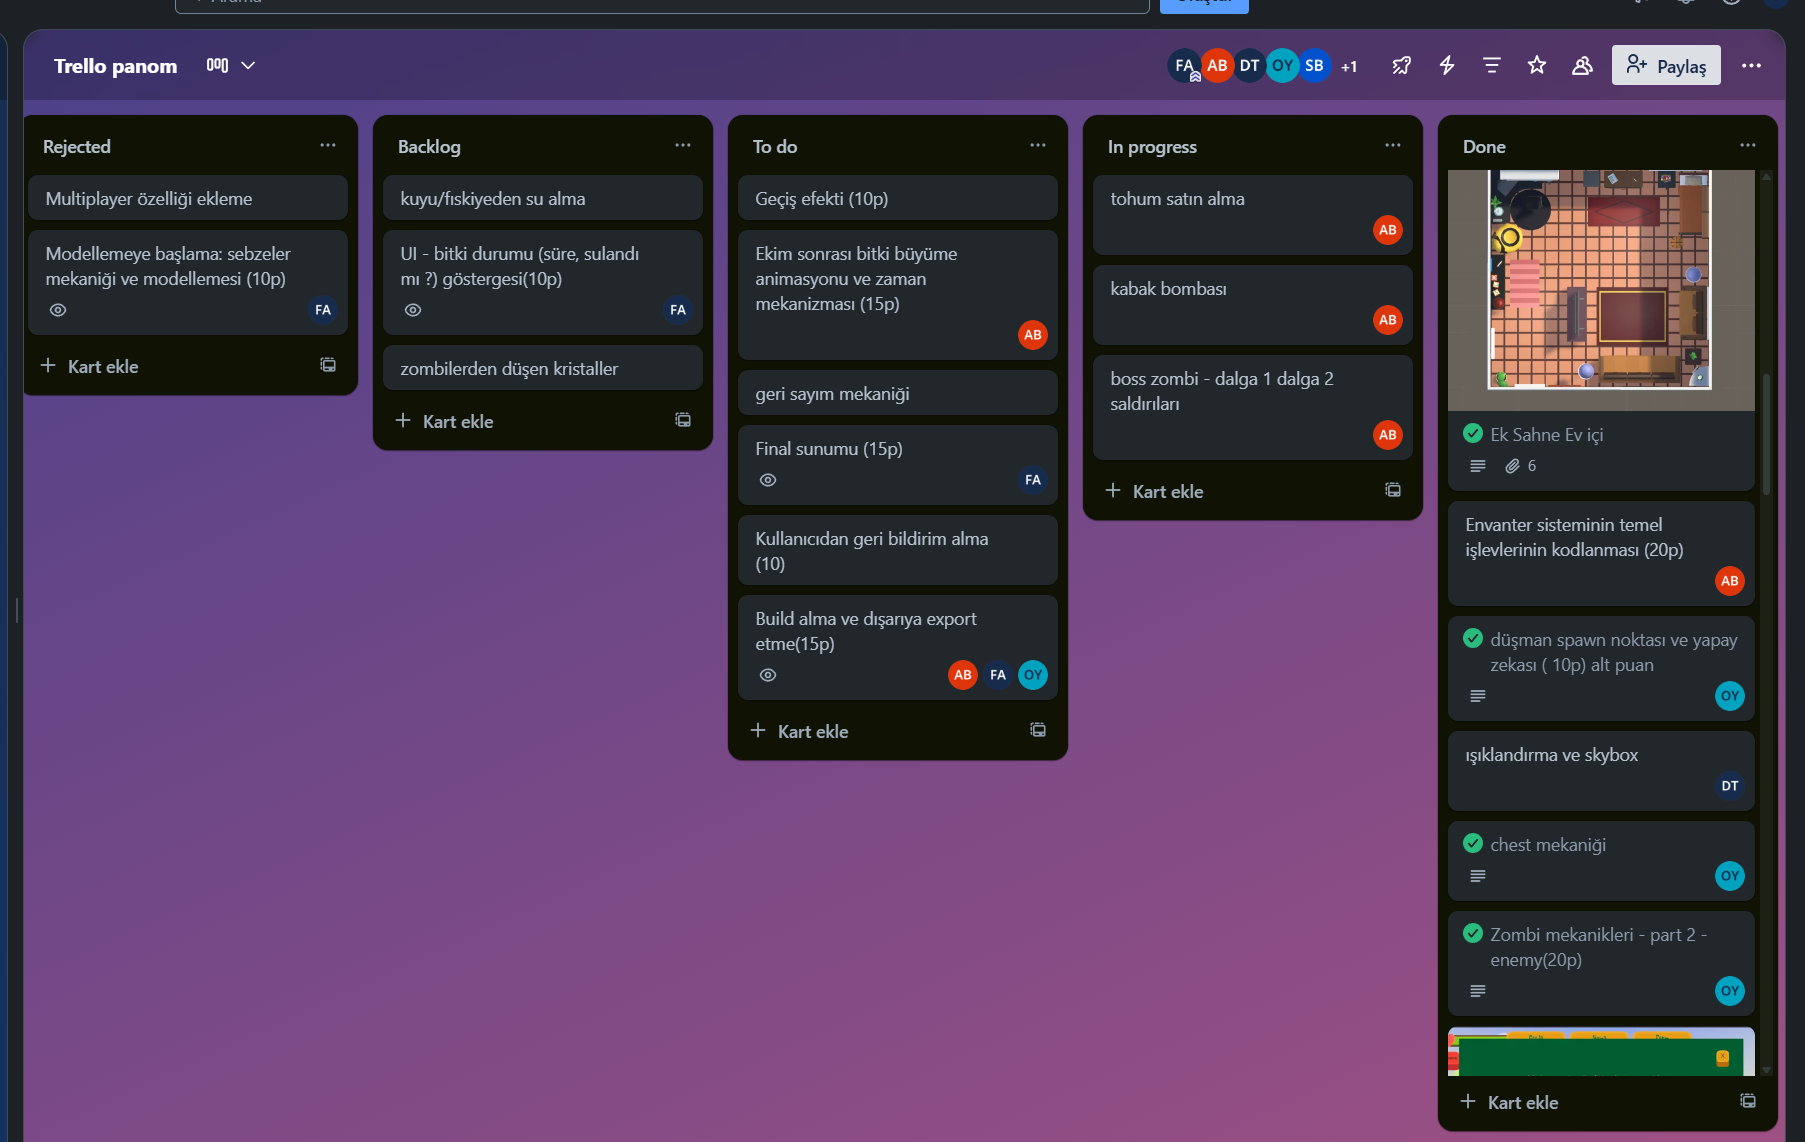 Trello panom
FA
AB
DT
OY
SB
+1
Paylaş
Rejected
Multiplayer özelliği ekleme
Modellemeye başlama: sebzeler
mekaniği ve modellemesi (10p)
FA
Kart ekle
Backlog
kuyu/fıskiyeden su alma
UI - bitki durumu (süre, sulandı
mı ?) göstergesi(10p)
FA
zombilerden düşen kristaller
Kart ekle
To do
Geçiş efekti (10p)
Ekim sonrası bitki büyüme
animasyonu ve zaman
mekanizması (15p)
AB
geri sayım mekaniği
Final sunumu (15p)
FA
Kullanıcıdan geri bildirim alma
(10)
Build alma ve dışarıya export
etme(15p)
AB
FA
OY
Kart ekle
In progress
tohum satın alma
AB
kabak bombası
AB
boss zombi - dalga 1 dalga 2
saldırıları
AB
Kart ekle
Done
Ek Sahne Ev içi
6
Envanter sisteminin temel
işlevlerinin kodlanması (20p)
AB
düşman spawn noktası ve yapay
zekası ( 10p) alt puan
OY
ışıklandırma ve skybox
DT
chest mekaniği
OY
Zombi mekanikleri - part 2 -
enemy(20p)
OY
Kart ekle